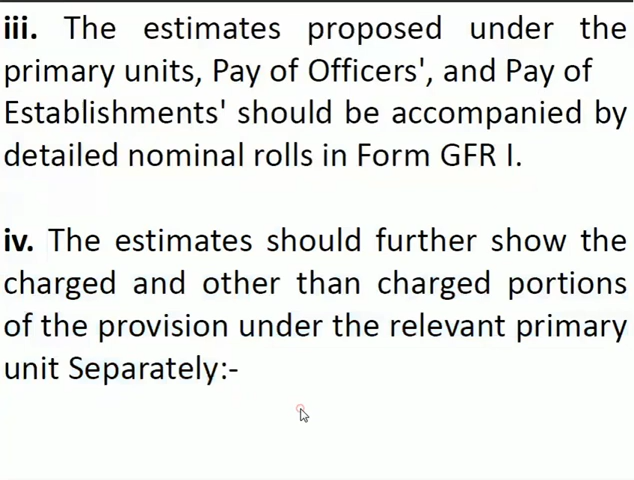 iii. The estimates proposed under the
primary units, Pay of Officers', and Pay of
Establishments' should be accompanied by
detailed nominal rolls in Form GFR I.
iv. The estimates should further show the
charged and other than charged portions
of the provision under the relevant primary
unit Separately:-